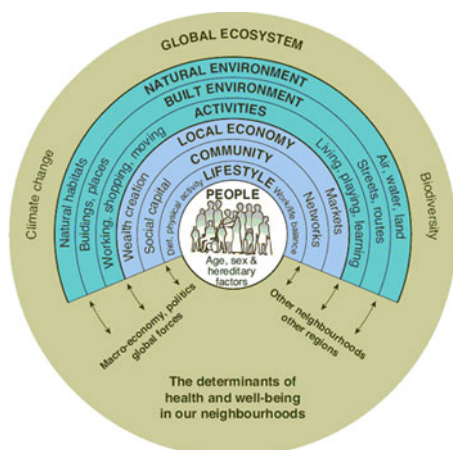 GLOBAL ECOSYSTEM
NATURAL ENVIRONMENT
BUILT ENVIRONMENT
ACTIVITIES
LOCAL ECONOMY
COMMUNITY
LIFESTYLE
PEOPLE
Age, sex &
hereditary
factors
Climate change
Natural habitats
Buidings, places
Working, shopping, moving
Wealth creation
Social capital
Diet, physical activity
Work/life balance
Networks
Markets
Living, playing, learning
Streets, routes
Air, water, land
Biodiversity
Macro-economy, politics
global forces
Other neighbourhoods
other regions
The determinants of
health and well-being
in our neighbourhoods